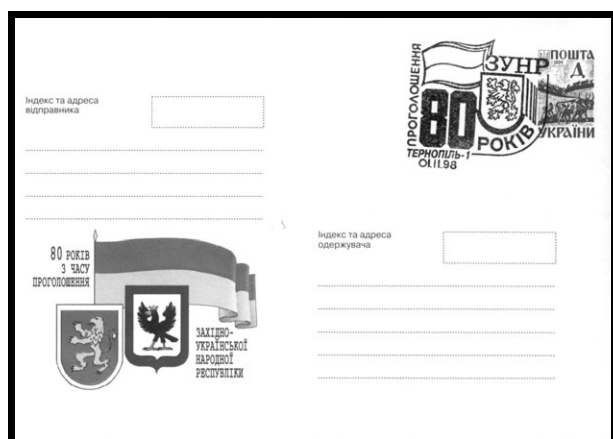 ПРОГОЛОШЕННЯ
ЗУНР
80
РОКІВ
ТЕРНОПІЛЬ-1
01.11.98
ПОШТА
Д
УКРАЇНИ
Індекс та адреса
відправника
Індекс та адреса
одержувача
80 РОКІВ
З ЧАСУ
ПРОГОЛОШЕННЯ
ЗАХІДНО-
УКРАЇНСЬКОЇ
НАРОДНОЇ
РЕСПУБЛІКИ